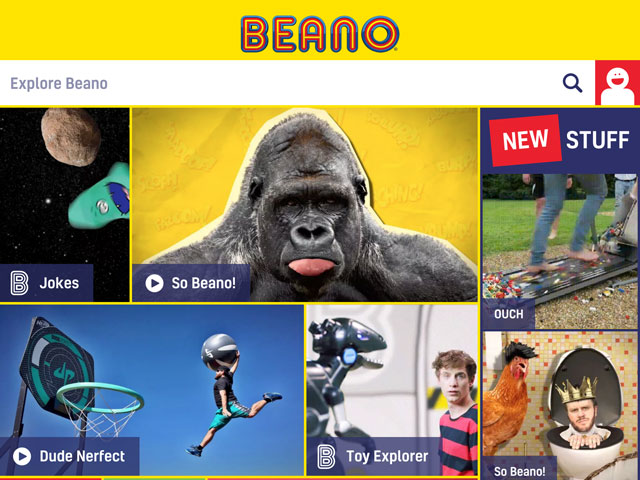 BEANO
Explore Beano
NEW STUFF
Jokes
So Beano!
OUCH
Dude Nerfect
Toy Explorer
So Beano!